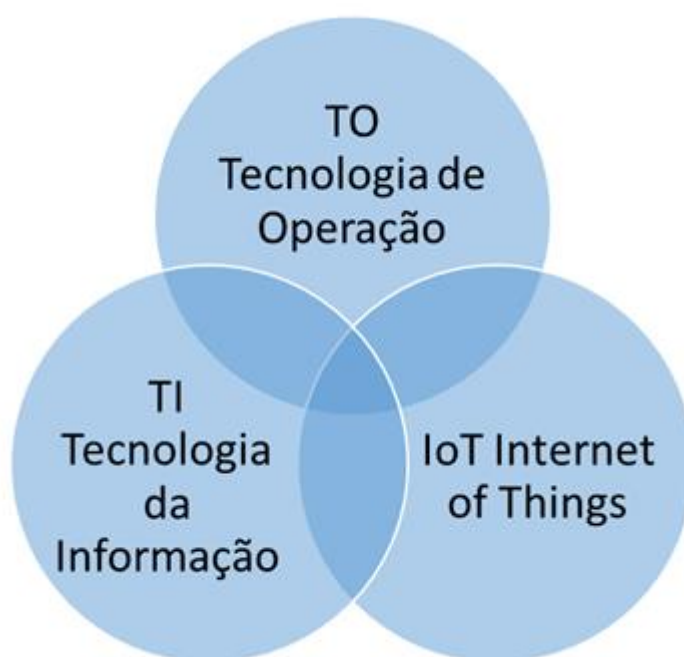 TO
Tecnologia de
Operação
TI
Tecnologia
da
Informação
IoT Internet
of Things